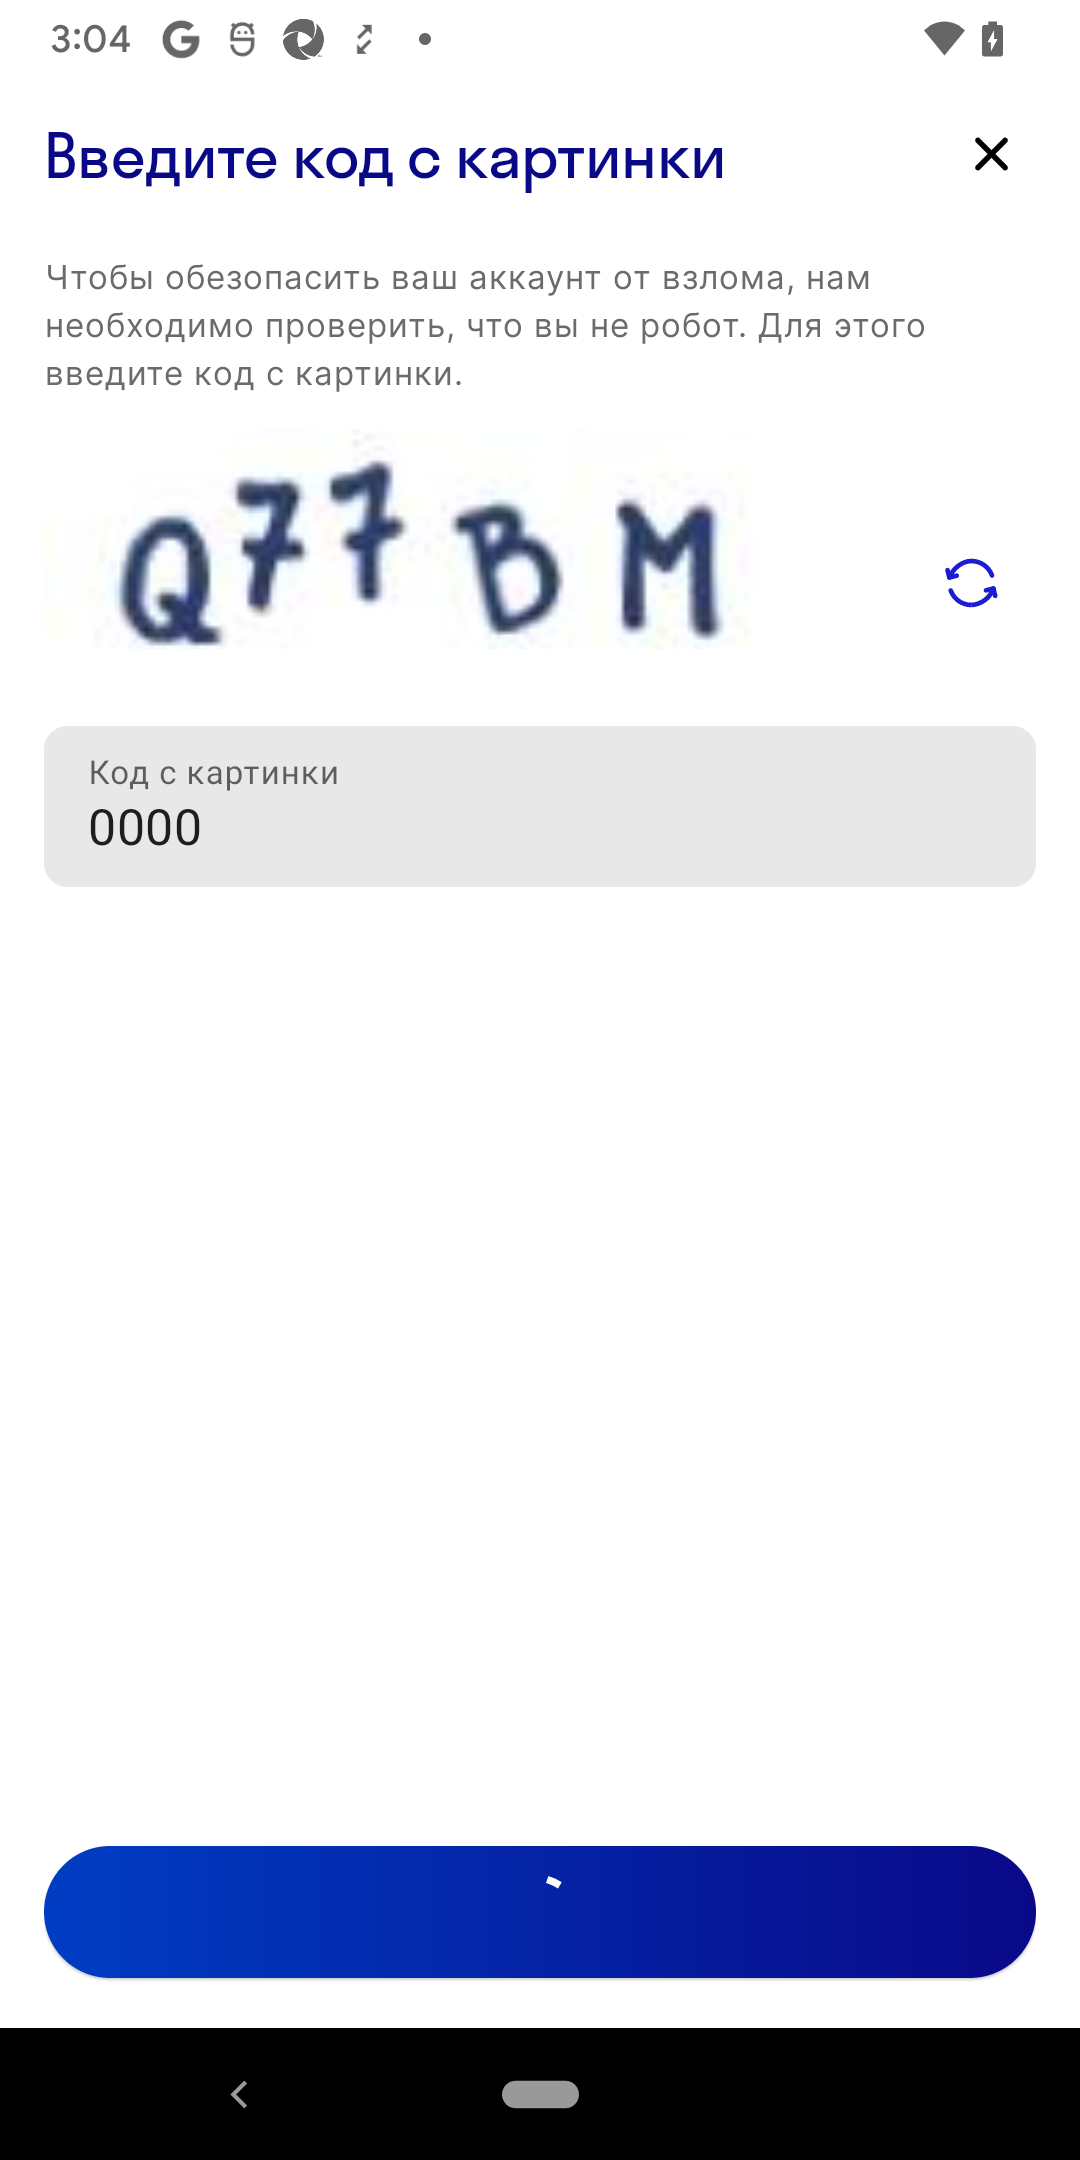 3:04
Введите код с картинки
Чтобы обезопасить ваш аккаунт от взлома, нам
необходимо проверить, что вы не робот. Для этого
введите код с картинки.
Q77BM
Код с картинки
0000